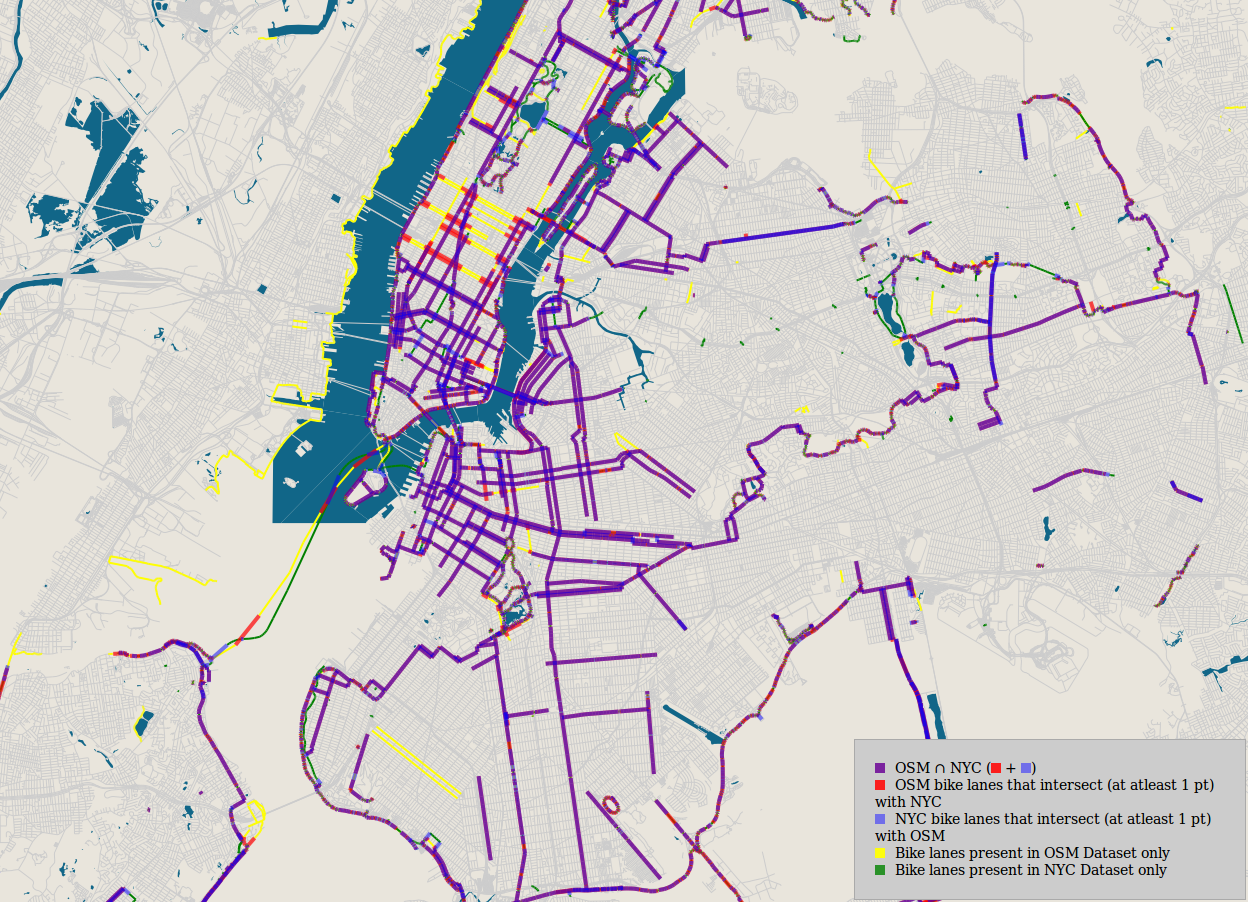 OSM ∩ NYC (■ + ■)
OSM bike lanes that intersect (at atleast 1 pt)
with NYC
NYC bike lanes that intersect (at atleast 1 pt)
with OSM
Bike lanes present in OSM Dataset only
Bike lanes present in NYC Dataset only